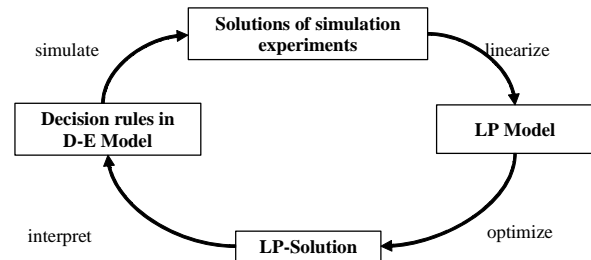 Solutions of simulation
experiments
simulate
linearize
Decision rules in
D-E Model
LP Model
interpret
LP-Solution
optimize